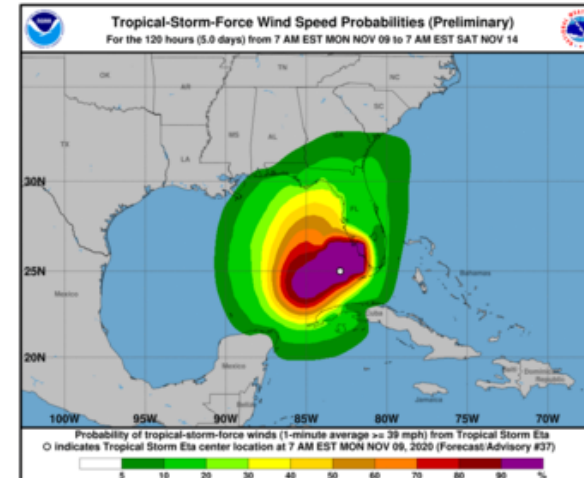 Tropical-Storm-Force Wind Speed Probabilities (Preliminary)
For the 120 hours (5.0 days) from 7 AM EST MON NOV 09 to 7 AM EST SAT NOV 14
TN
NC
OK
AR
SC
MS
AL
GA
TX
LA
30N
FL
25N
Mexico
Bahamas
Cuba
20N
Mexico
Haiti
Dominican
Republic
Jamaica
Belize
100W
95W
90W
85W
80W
75W
70W
Probability of tropical-storm-force winds (1-minute average >= 39 mph) from Tropical Storm Eta
indicates Tropical Storm Eta center location at 7 AM EST MON NOV 09, 2020 (Forecast/Advisory #37)
5 10 20 30 40 50 60 70 80 90 %